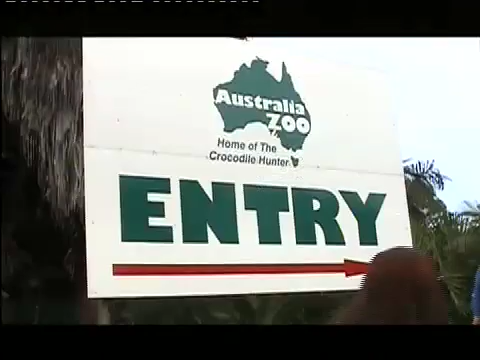 Australia
ZOO
Home of The
Crocodile Hunter
ENTRY